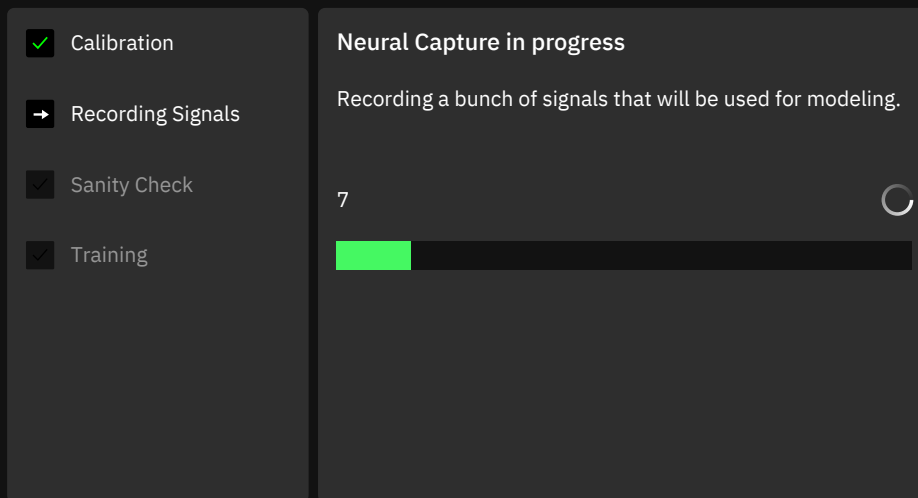 Calibration
Recording Signals
Sanity Check
Training
Neural Capture in progress
Recording a bunch of signals that will be used for modeling.
7